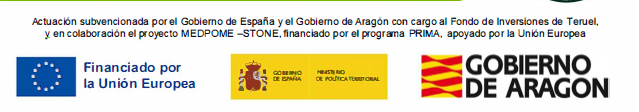 Actuación subvencionada por el Gobierno de España y el Gobierno de Aragón con cargo al Fondo de Inversiones de Teruel,
y en colaboración el proyecto MEDPOME –STONE, financiado por el programa PRIMA, apoyado por la Unión Europea
Financiado por
la Unión Europea
GOBIERNO
DE ESPAÑA
MINISTERIO
DE POLÍTICA TERRITORIAL
GOBIERNO
DE ARAGON